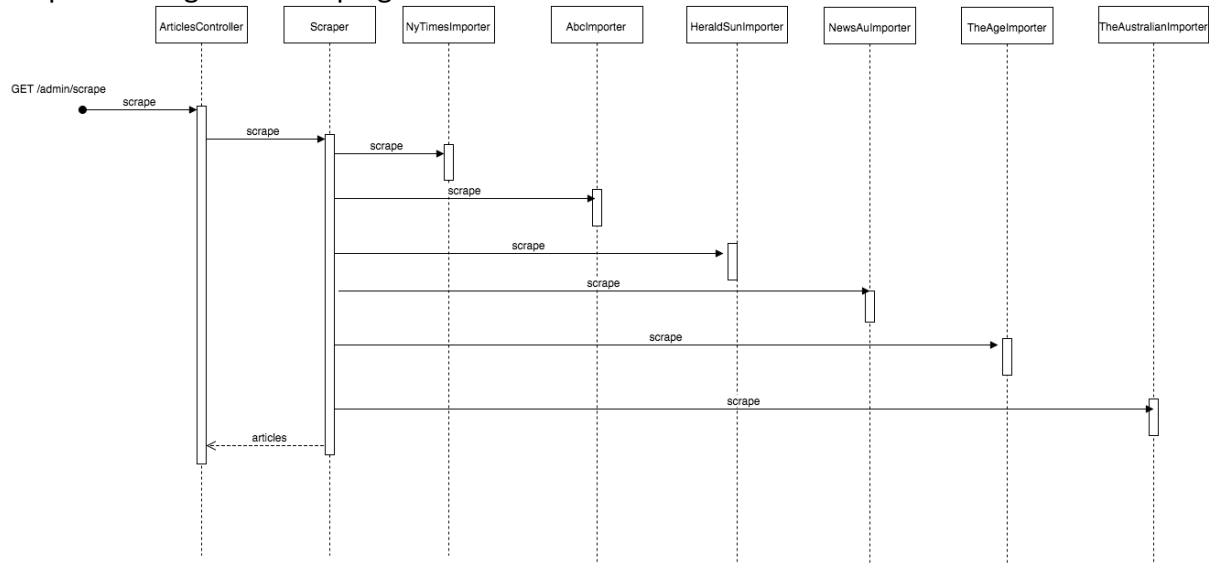 ArticlesController
Scraper
NyTimesImporter
AbcImporter
HeraldSunImporter
NewsAuImporter
TheAgeImporter
TheAustralianImporter
GET /admin/scrape
scrape
scrape
scrape
scrape
scrape
scrape
scrape
scrape
articles